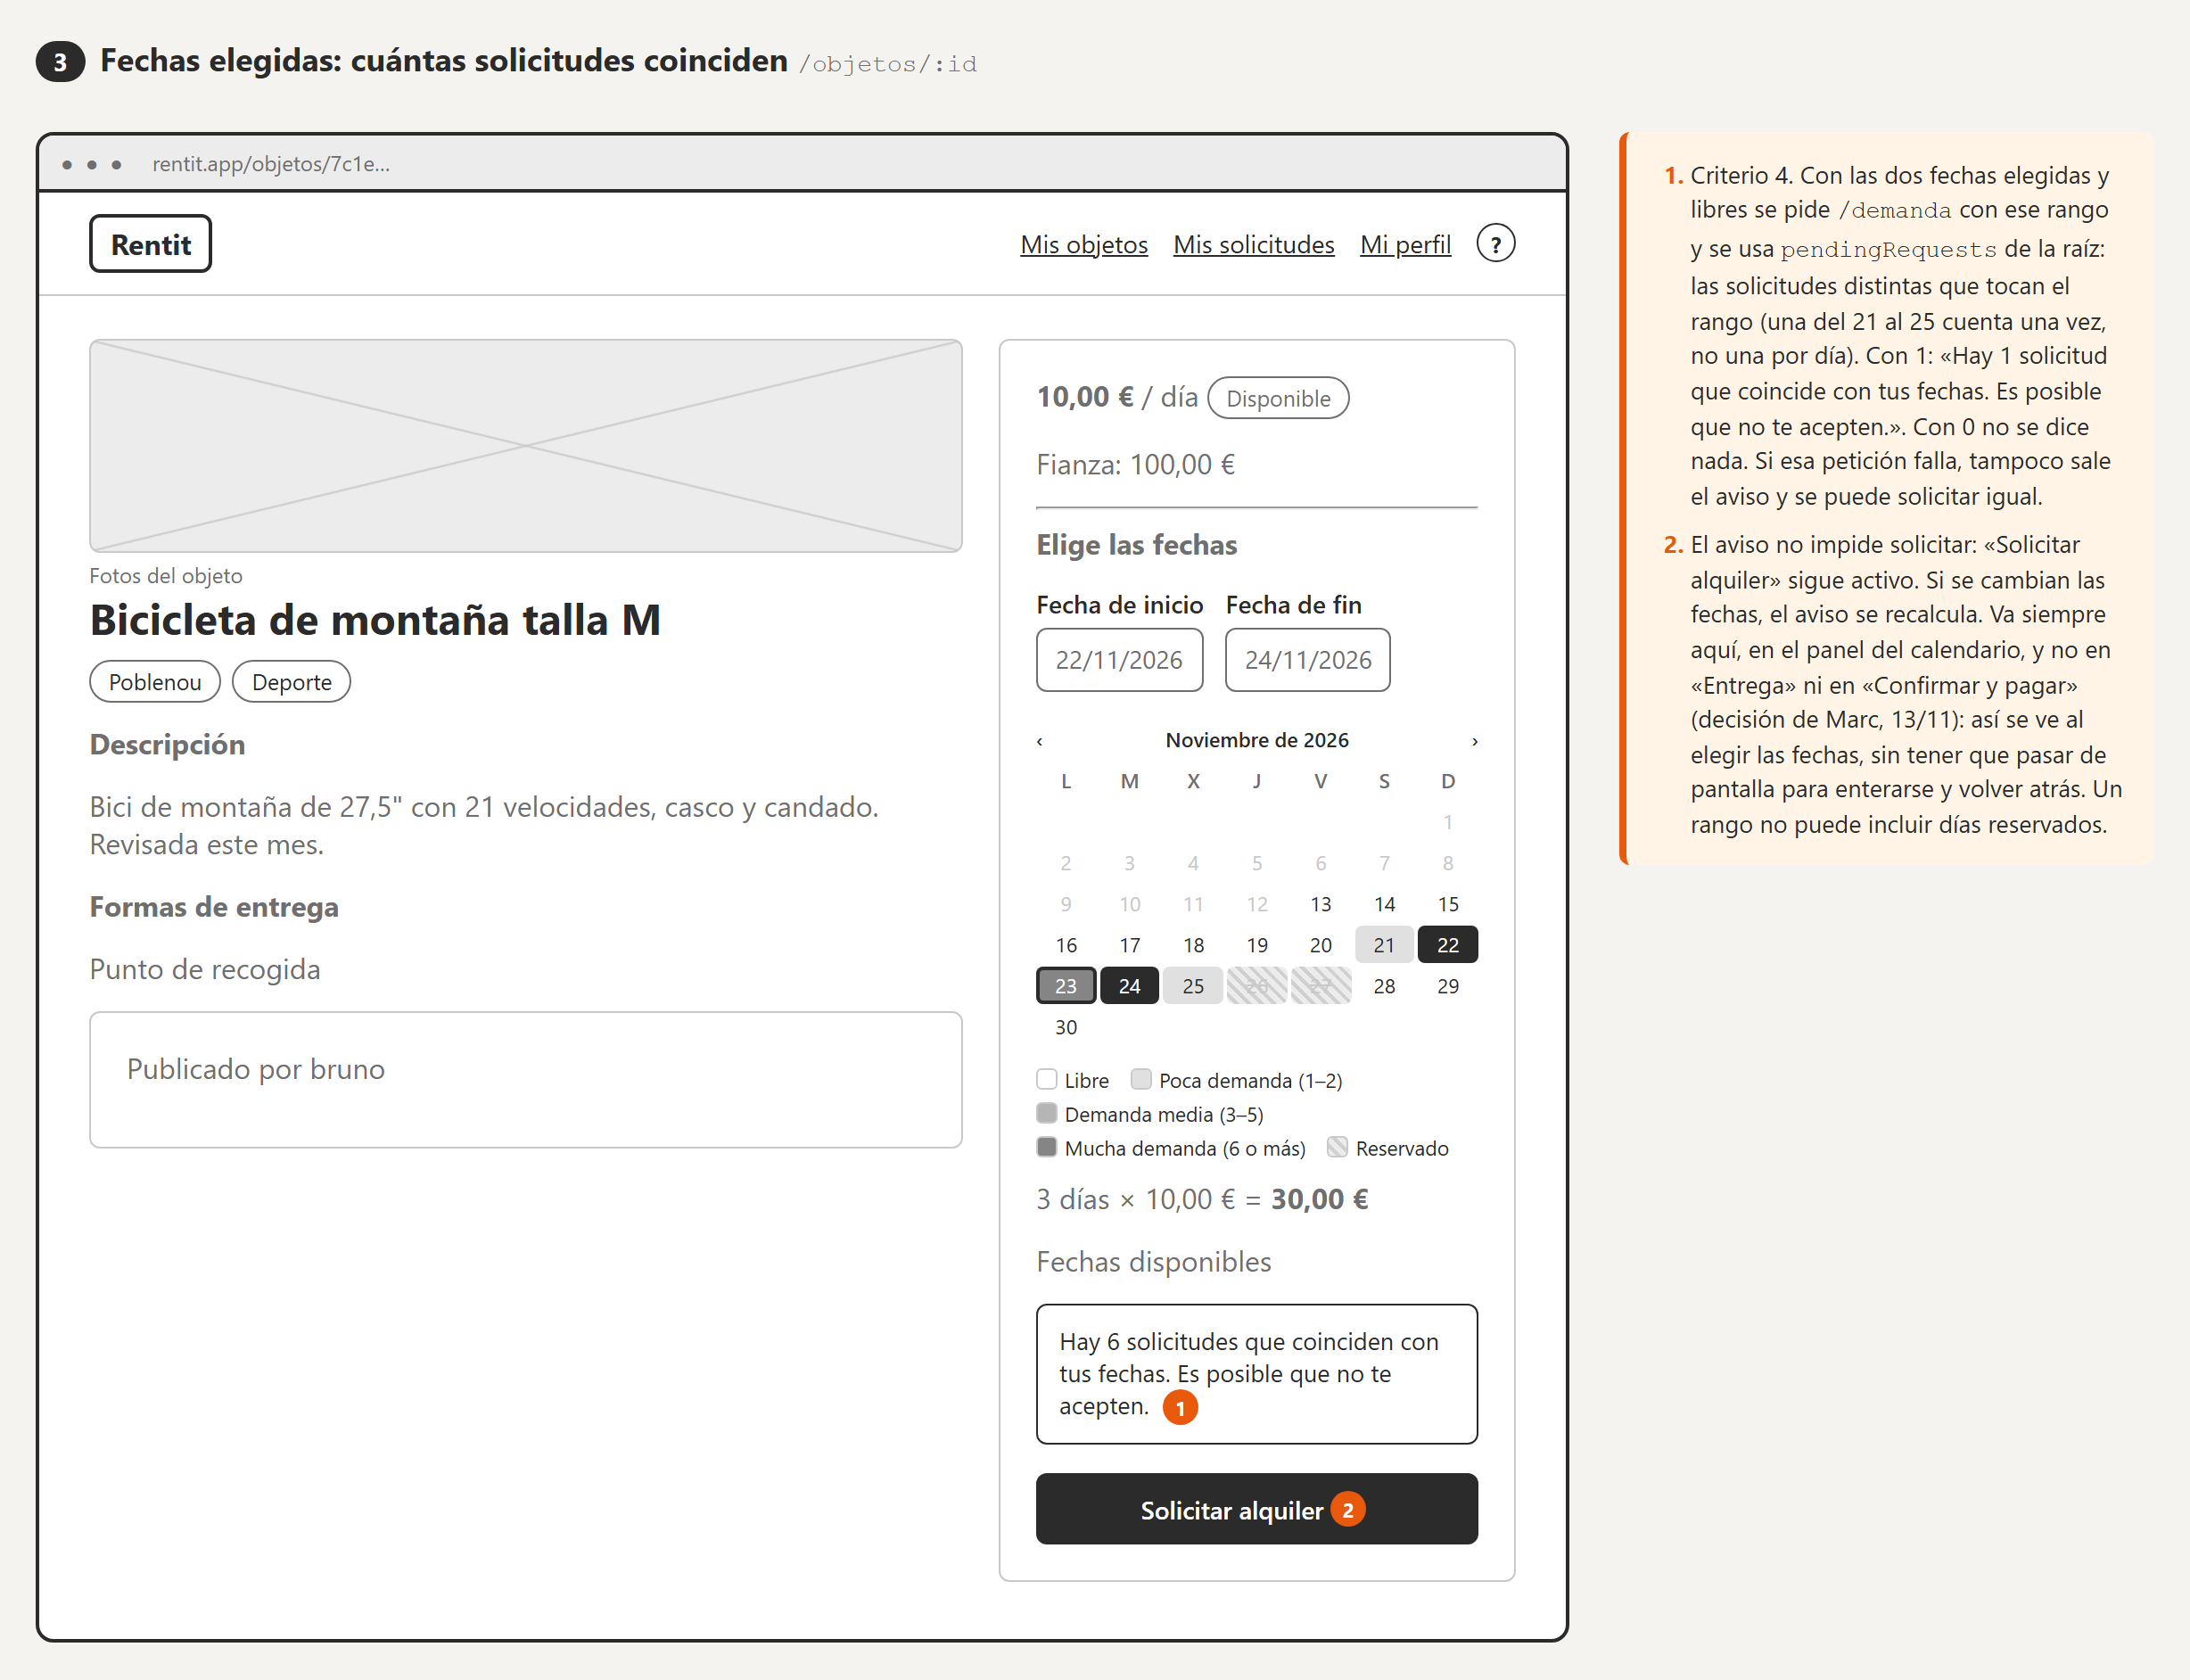 3 Fechas elegidas: cuántas solicitudes coinciden /objetos/:id
rentit.app/objetos/7c1e...
Rentit
Mis objetos Mis solicitudes Mi perfil ?
Fotos del objeto
Bicicleta de montaña talla M
Poblenou Deporte
Descripción
Bici de montaña de 27,5" con 21 velocidades, casco y candado.
Revisada este mes.
Formas de entrega
Punto de recogida
Publicado por bruno
10,00 € / día Disponible
Fianza: 100,00 €
Elige las fechas
Fecha de inicio Fecha de fin
22/11/2026 24/11/2026
‹ Noviembre de 2026 ›
L M X J V S D
1
2 3 4 5 6 7 8
9 10 11 12 13 14 15
16 17 18 19 20 21 22
23 24 25 26 27 28 29
30
Libre Poca demanda (1–2)
Demanda media (3–5)
Mucha demanda (6 o más) Reservado
3 días × 10,00 € = 30,00 €
Fechas disponibles
Hay 6 solicitudes que coinciden con
tus fechas. Es posible que no te
acepten. 1
Solicitar alquiler 2
1. Criterio 4. Con las dos fechas elegidas y
libres se pide /demanda con ese rango
y se usa pendingRequests de la raíz:
las solicitudes distintas que tocan el
rango (una del 21 al 25 cuenta una vez,
no una por día). Con 1: «Hay 1 solicitud
que coincide con tus fechas. Es posible
que no te acepten.». Con 0 no se dice
nada. Si esa petición falla, tampoco sale
el aviso y se puede solicitar igual.
2. El aviso no impide solicitar: «Solicitar
alquiler» sigue activo. Si se cambian las
fechas, el aviso se recalcula. Va siempre
aquí, en el panel del calendario, y no en
«Entrega» ni en «Confirmar y pagar»
(decisión de Marc, 13/11): así se ve al
elegir las fechas, sin tener que pasar de
pantalla para enterarse y volver atrás. Un
rango no puede incluir días reservados.